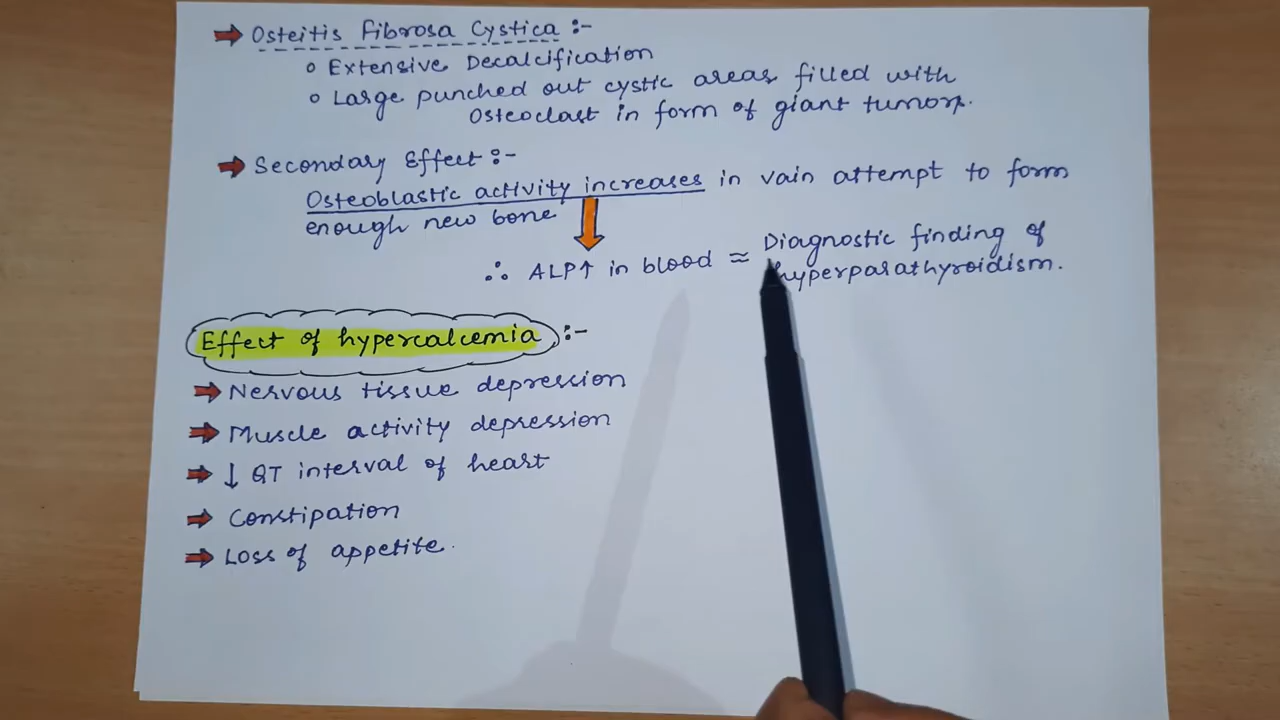 Osteitis Fibrosa Cystica :-
Extensive Decalcification
Large punched out cystic areas filled with
Osteoclast in form of giant tumors.
Secondary Effect :-
Osteoblastic activity increases in vain attempt to form
enough new bone
∴ ALP↑ in blood ≈ Diagnostic finding of
hyperparathyroidism.
Effect of hypercalcemia :-
Nervous tissue depression
Muscle activity depression
↓ QT interval of heart
Constipation
Loss of appetite.